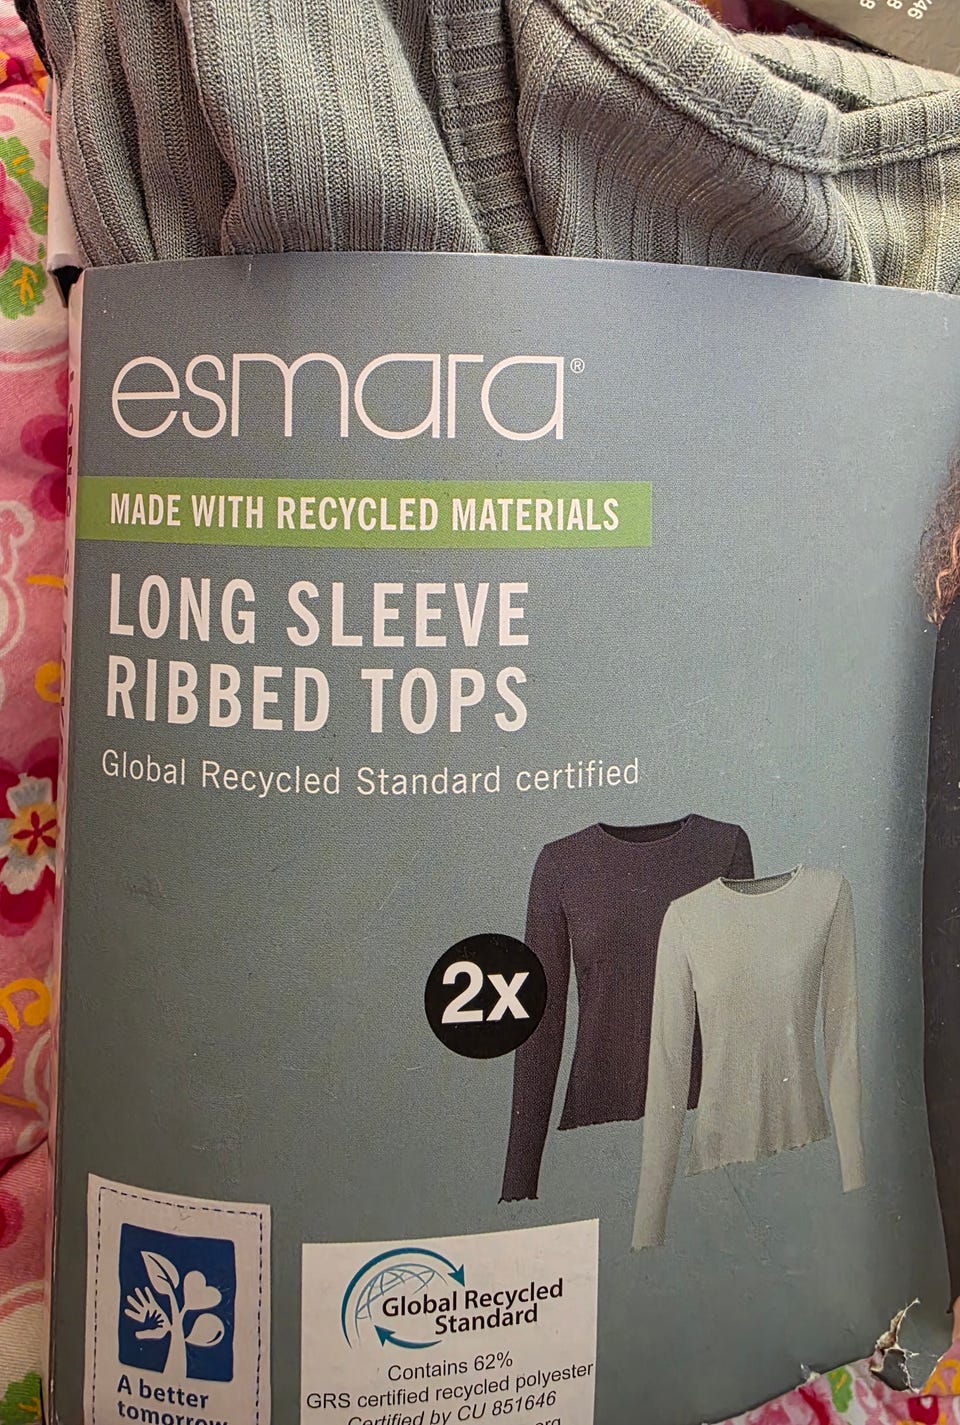 esmara®
MADE WITH RECYCLED MATERIALS
LONG SLEEVE
RIBBED TOPS
Global Recycled Standard certified
2x
A better
tomorrow
Global Recycled
Standard
Contains 62%
GRS certified recycled polyester
Certified by CU 851646